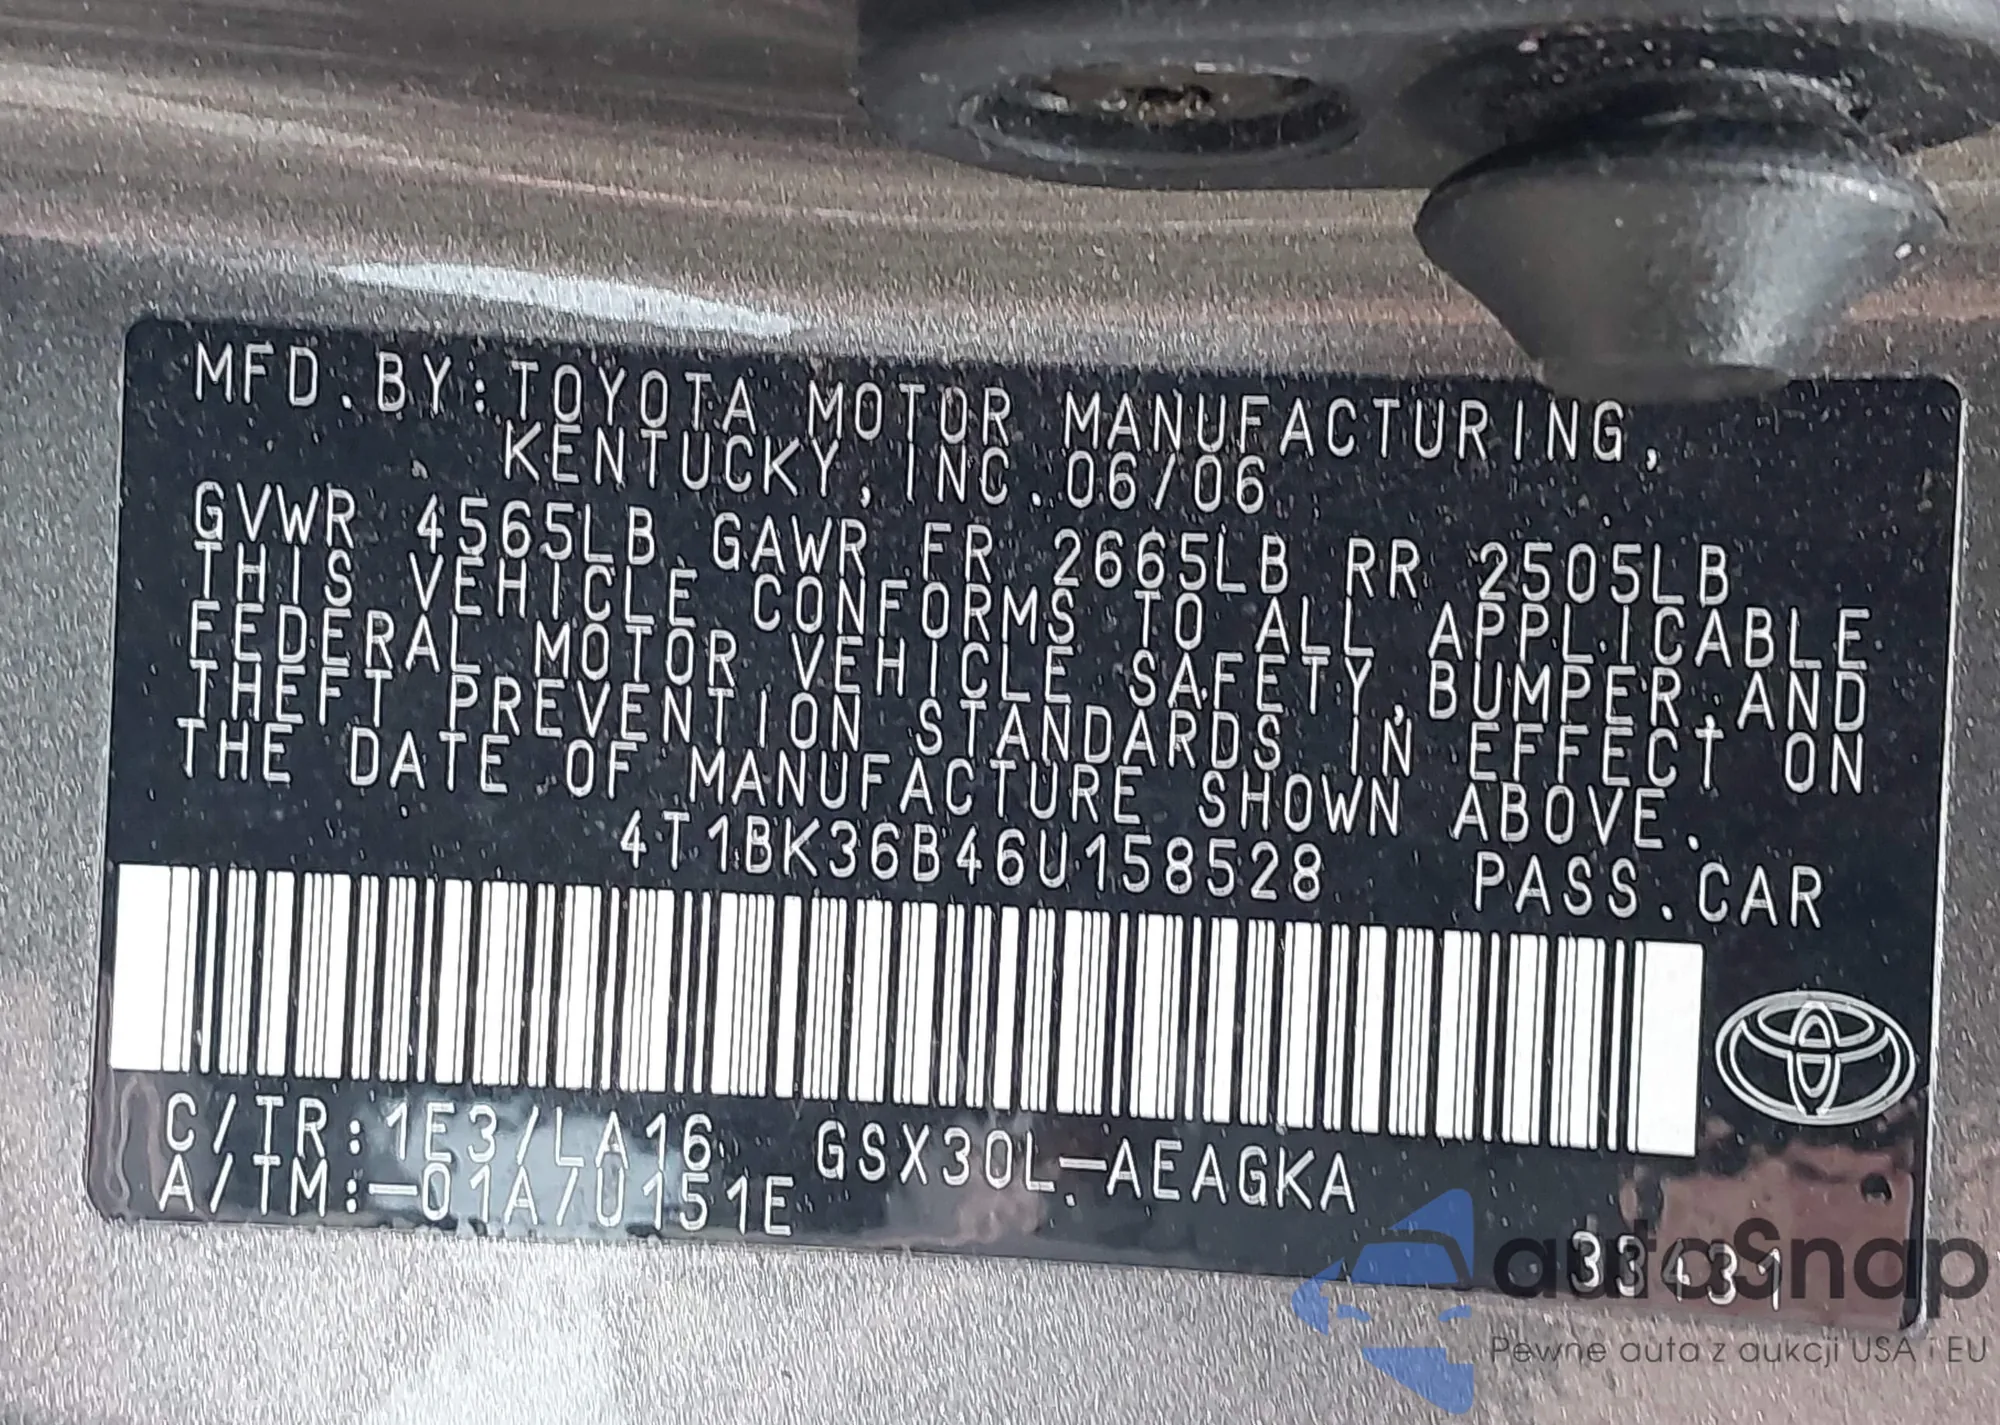 MFD.BY:TOYOTA MOTOR MANUFACTURING,
KENTUCKY, INC.06/06
GVWR 4565LB GAWR FR 2665LB RR 2505LB
THIS VEHICLE CONFORMS TO ALL APPLICABLE
FEDERAL MOTOR VEHICLE SAFETY,BUMPER,AND
THEFT PREVENTION STANDARDS IN EFFECT ON
THE DATE OF MANUFACTURE SHOWN ABOVE.
4T1BK36B46U158528 PASS.CAR
C/TR:1E3/LA16 GSX30L-AEAGKA
A/TM:-01A/U151E
33431
autaSnap
Pewne auta z aukcji USA i EU